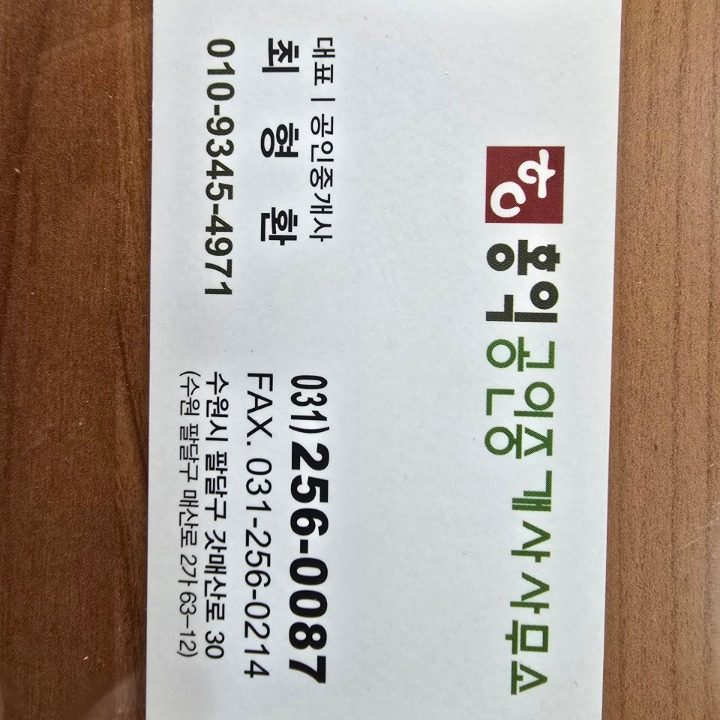 홍익공인중개사사무소
대표 | 공인중개사
최 형 환
010-9345-4971
031) 256-0087
FAX. 031-256-0214
수원시 팔달구 갓매산로 30
(수원 팔달구 매산로 2가 63-12)